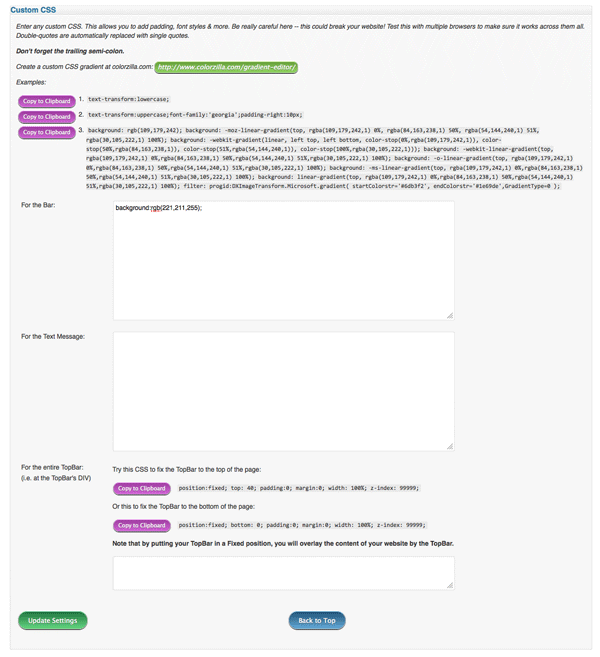 Custom CSS
Enter any custom CSS. This allows you to add padding, font styles & more. Be really careful here -- this could break your website! Test this with multiple browsers to make sure it works across them all.
Double-quotes are automatically replaced with single quotes.
Don't forget the trailing semi-colon.
Create a custom CSS gradient at colorzilla.com: http://www.colorzilla.com/gradient-editor/
Examples:
Copy to Clipboard 1. text-transform:lowercase;
Copy to Clipboard 2. text-transform:uppercase;font-family:'georgia';padding-right:10px;
Copy to Clipboard 3. background: rgb(109,179,242); background: -moz-linear-gradient(top, rgba(109,179,242,1) 0%, rgba(84,163,238,1) 50%, rgba(54,144,240,1) 51%,
rgba(30,105,222,1) 100%); background: -webkit-gradient(linear, left top, left bottom, color-stop(0%,rgba(109,179,242,1)), color-
stop(50%,rgba(84,163,238,1)), color-stop(51%,rgba(54,144,240,1)), color-stop(100%,rgba(30,105,222,1))); background: -webkit-linear-gradient(top,
rgba(109,179,242,1) 0%,rgba(84,163,238,1) 50%,rgba(54,144,240,1) 51%,rgba(30,105,222,1) 100%); background: -o-linear-gradient(top, rgba(109,179,242,1)
0%,rgba(84,163,238,1) 50%,rgba(54,144,240,1) 51%,rgba(30,105,222,1) 100%); background: -ms-linear-gradient(top, rgba(109,179,242,1) 0%,rgba(84,163,238,1)
50%,rgba(54,144,240,1) 51%,rgba(30,105,222,1) 100%); background: linear-gradient(top, rgba(109,179,242,1) 0%,rgba(84,163,238,1) 50%,rgba(54,144,240,1)
51%,rgba(30,105,222,1) 100%); filter: progid:DXImageTransform.Microsoft.gradient( startColorstr='#6db3f2', endColorstr='#1e69de',GradientType=0 );
For the Bar:
background:rgb(221,211,255);
For the Text Message:
For the entire TopBar:
(i.e. at the TopBar's DIV)
Try this CSS to fix the TopBar to the top of the page:
Copy to Clipboard position:fixed; top: 40; padding:0; margin:0; width: 100%; z-index: 99999;
Or this to fix the TopBar to the bottom of the page:
Copy to Clipboard position:fixed; bottom: 0; padding:0; margin:0; width: 100%; z-index: 99999;
Note that by putting your TopBar in a Fixed position, you will overlay the content of your website by the TopBar.
Update Settings
Back to Top